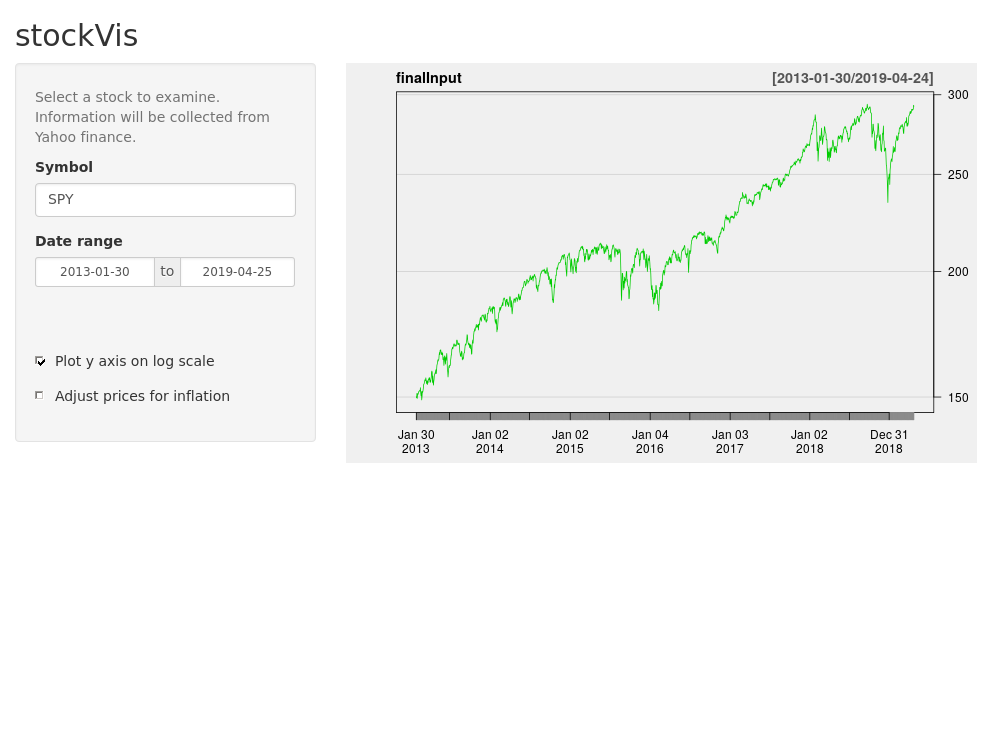 stockVis
Select a stock to examine.
Information will be collected from
Yahoo finance.
Symbol
SPY
Date range
2013-01-30 to 2019-04-25
Plot y axis on log scale
Adjust prices for inflation
finalInput [2013-01-30/2019-04-24]
300
250
200
150
Jan 30 Jan 02 Jan 02 Jan 04 Jan 03 Jan 02 Dec 31
2013 2014 2015 2016 2017 2018 2018